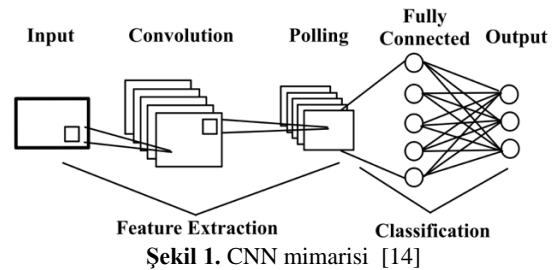 Fully
Input Convolution Polling Connected Output
Feature Extraction Classification
Şekil 1. CNN mimarisi [14]